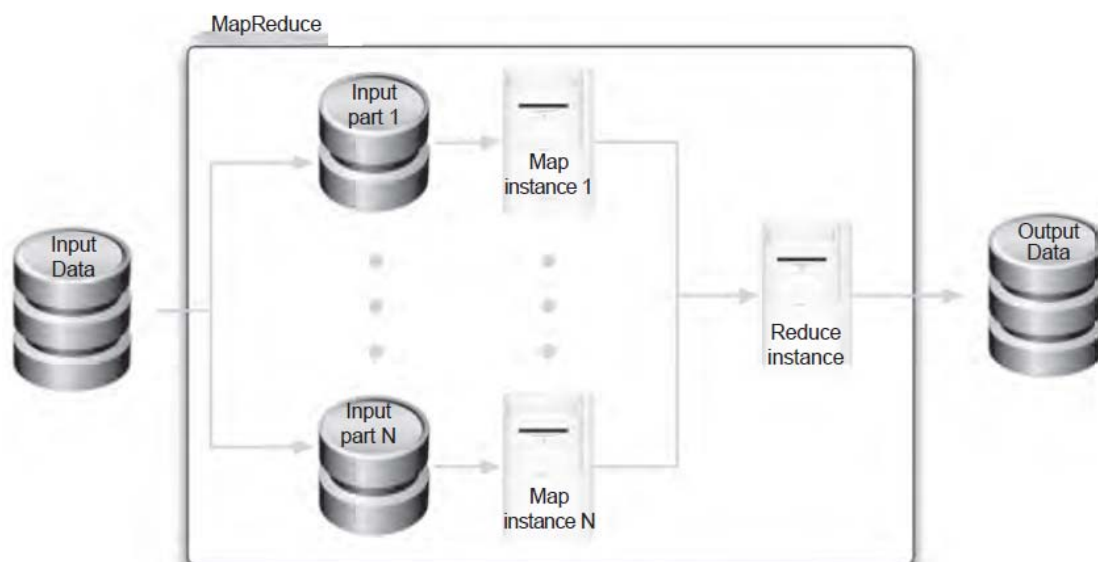 MapReduce
Input
part 1
Map
instance 1
Input
Data
Output
Data
Reduce
instance
Input
part N
Map
instance N